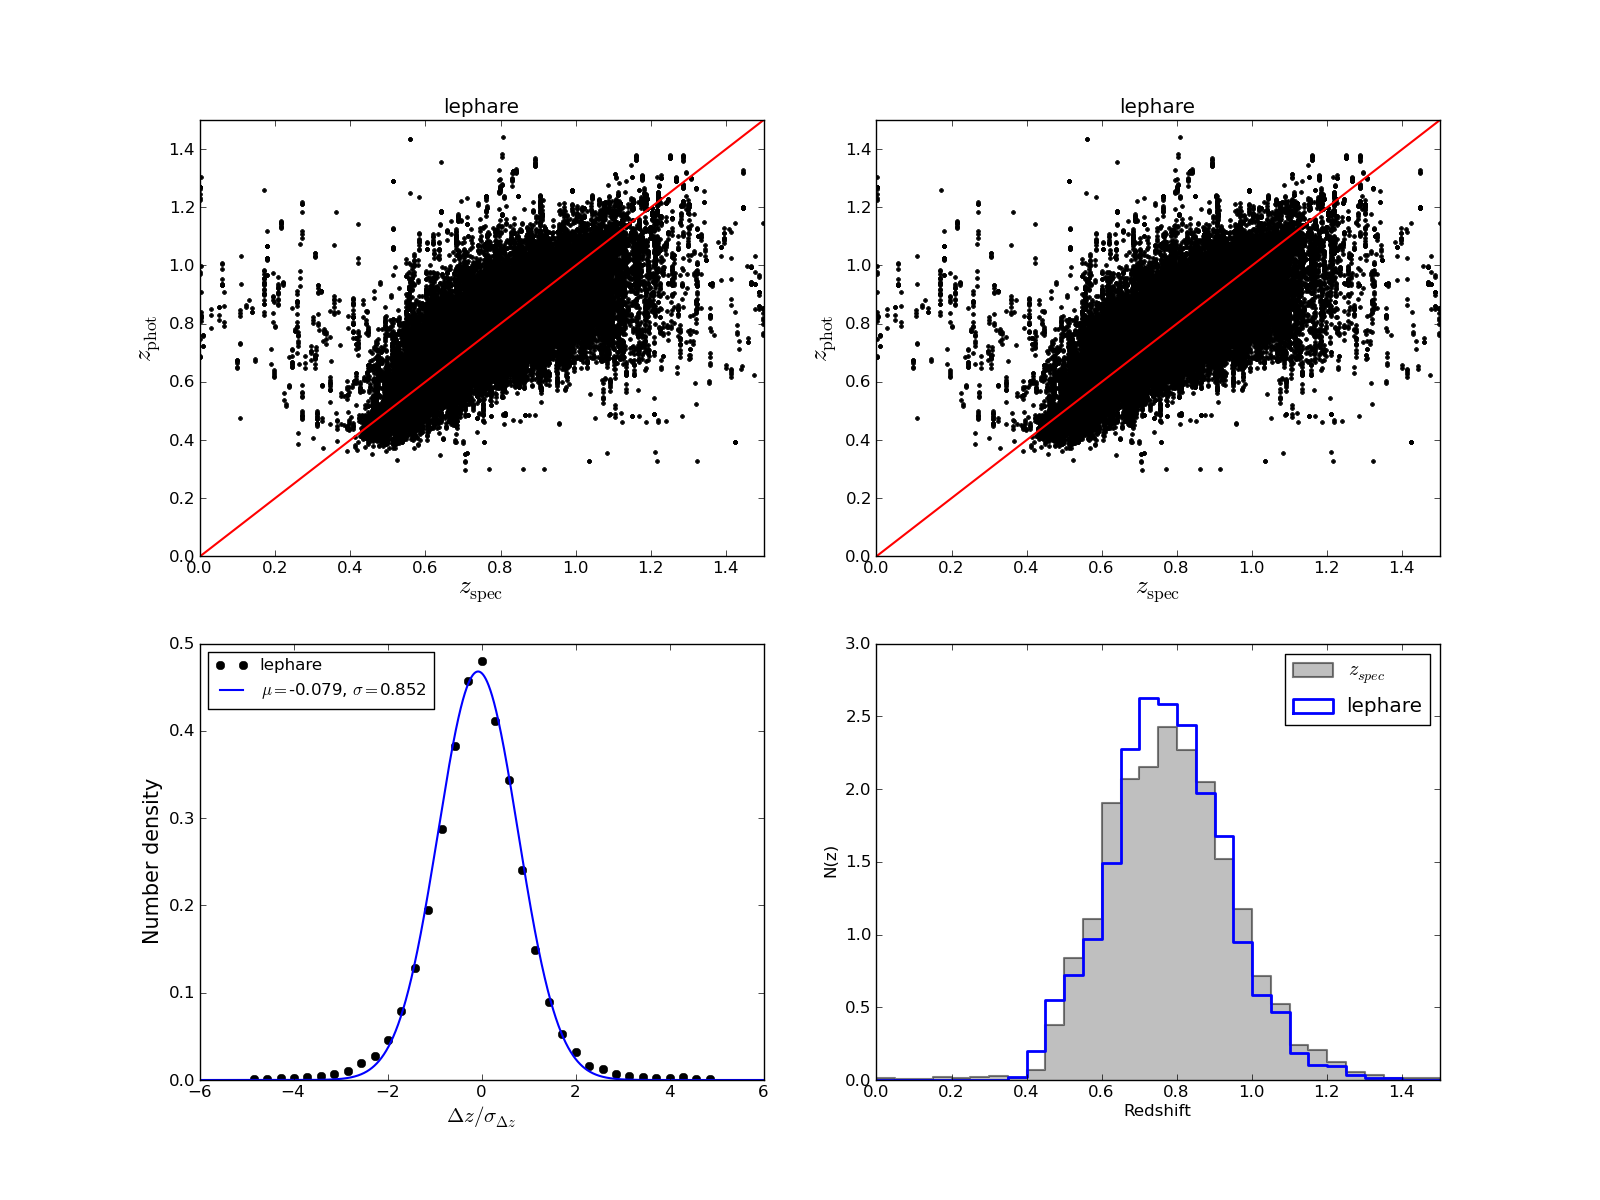 lephare
1.4
1.2
1.0
0.8
0.6
0.4
0.2
0.0
z_phot
0.0 0.2 0.4 0.6 0.8 1.0 1.2 1.4
z_spec
lephare
1.4
1.2
1.0
0.8
0.6
0.4
0.2
0.0
z_phot
0.0 0.2 0.4 0.6 0.8 1.0 1.2 1.4
z_spec
0.5
0.4
0.3
0.2
0.1
0.0
Number density
lephare
μ=-0.079, σ=0.852
−6 −4 −2 0 2 4 6
Δz/σ_Δz
3.0
2.5
2.0
1.5
1.0
0.5
0.0
N(z)
z_spec
lephare
0.0 0.2 0.4 0.6 0.8 1.0 1.2 1.4
Redshift